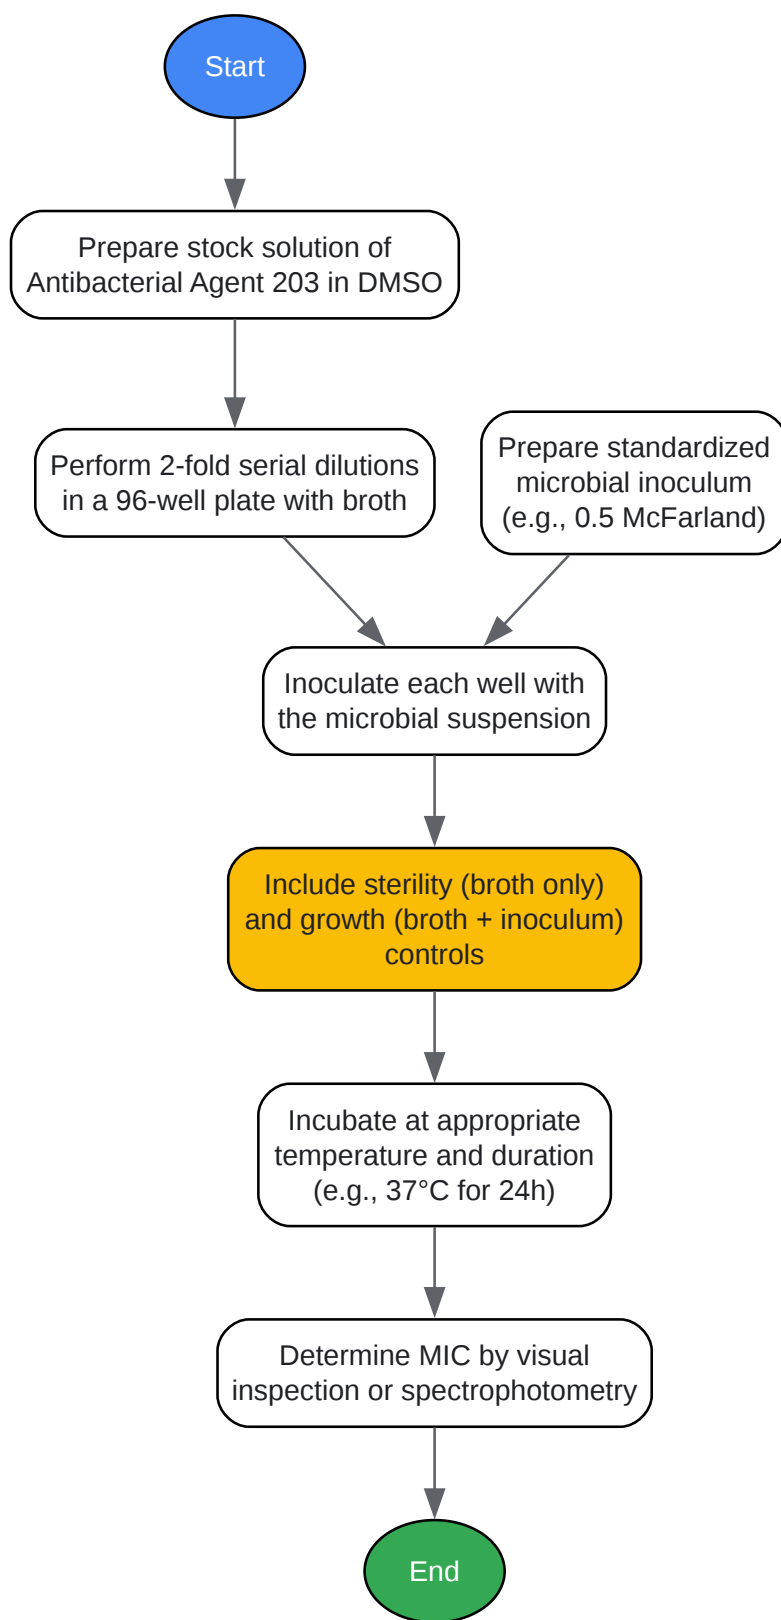 Start
Prepare stock solution of
Antibacterial Agent 203 in DMSO
Perform 2-fold serial dilutions
in a 96-well plate with broth
Prepare standardized
microbial inoculum
(e.g., 0.5 McFarland)
Inoculate each well with
the microbial suspension
Include sterility (broth only)
and growth (broth + inoculum)
controls
Incubate at appropriate
temperature and duration
(e.g., 37°C for 24h)
Determine MIC by visual
inspection or spectrophotometry
End